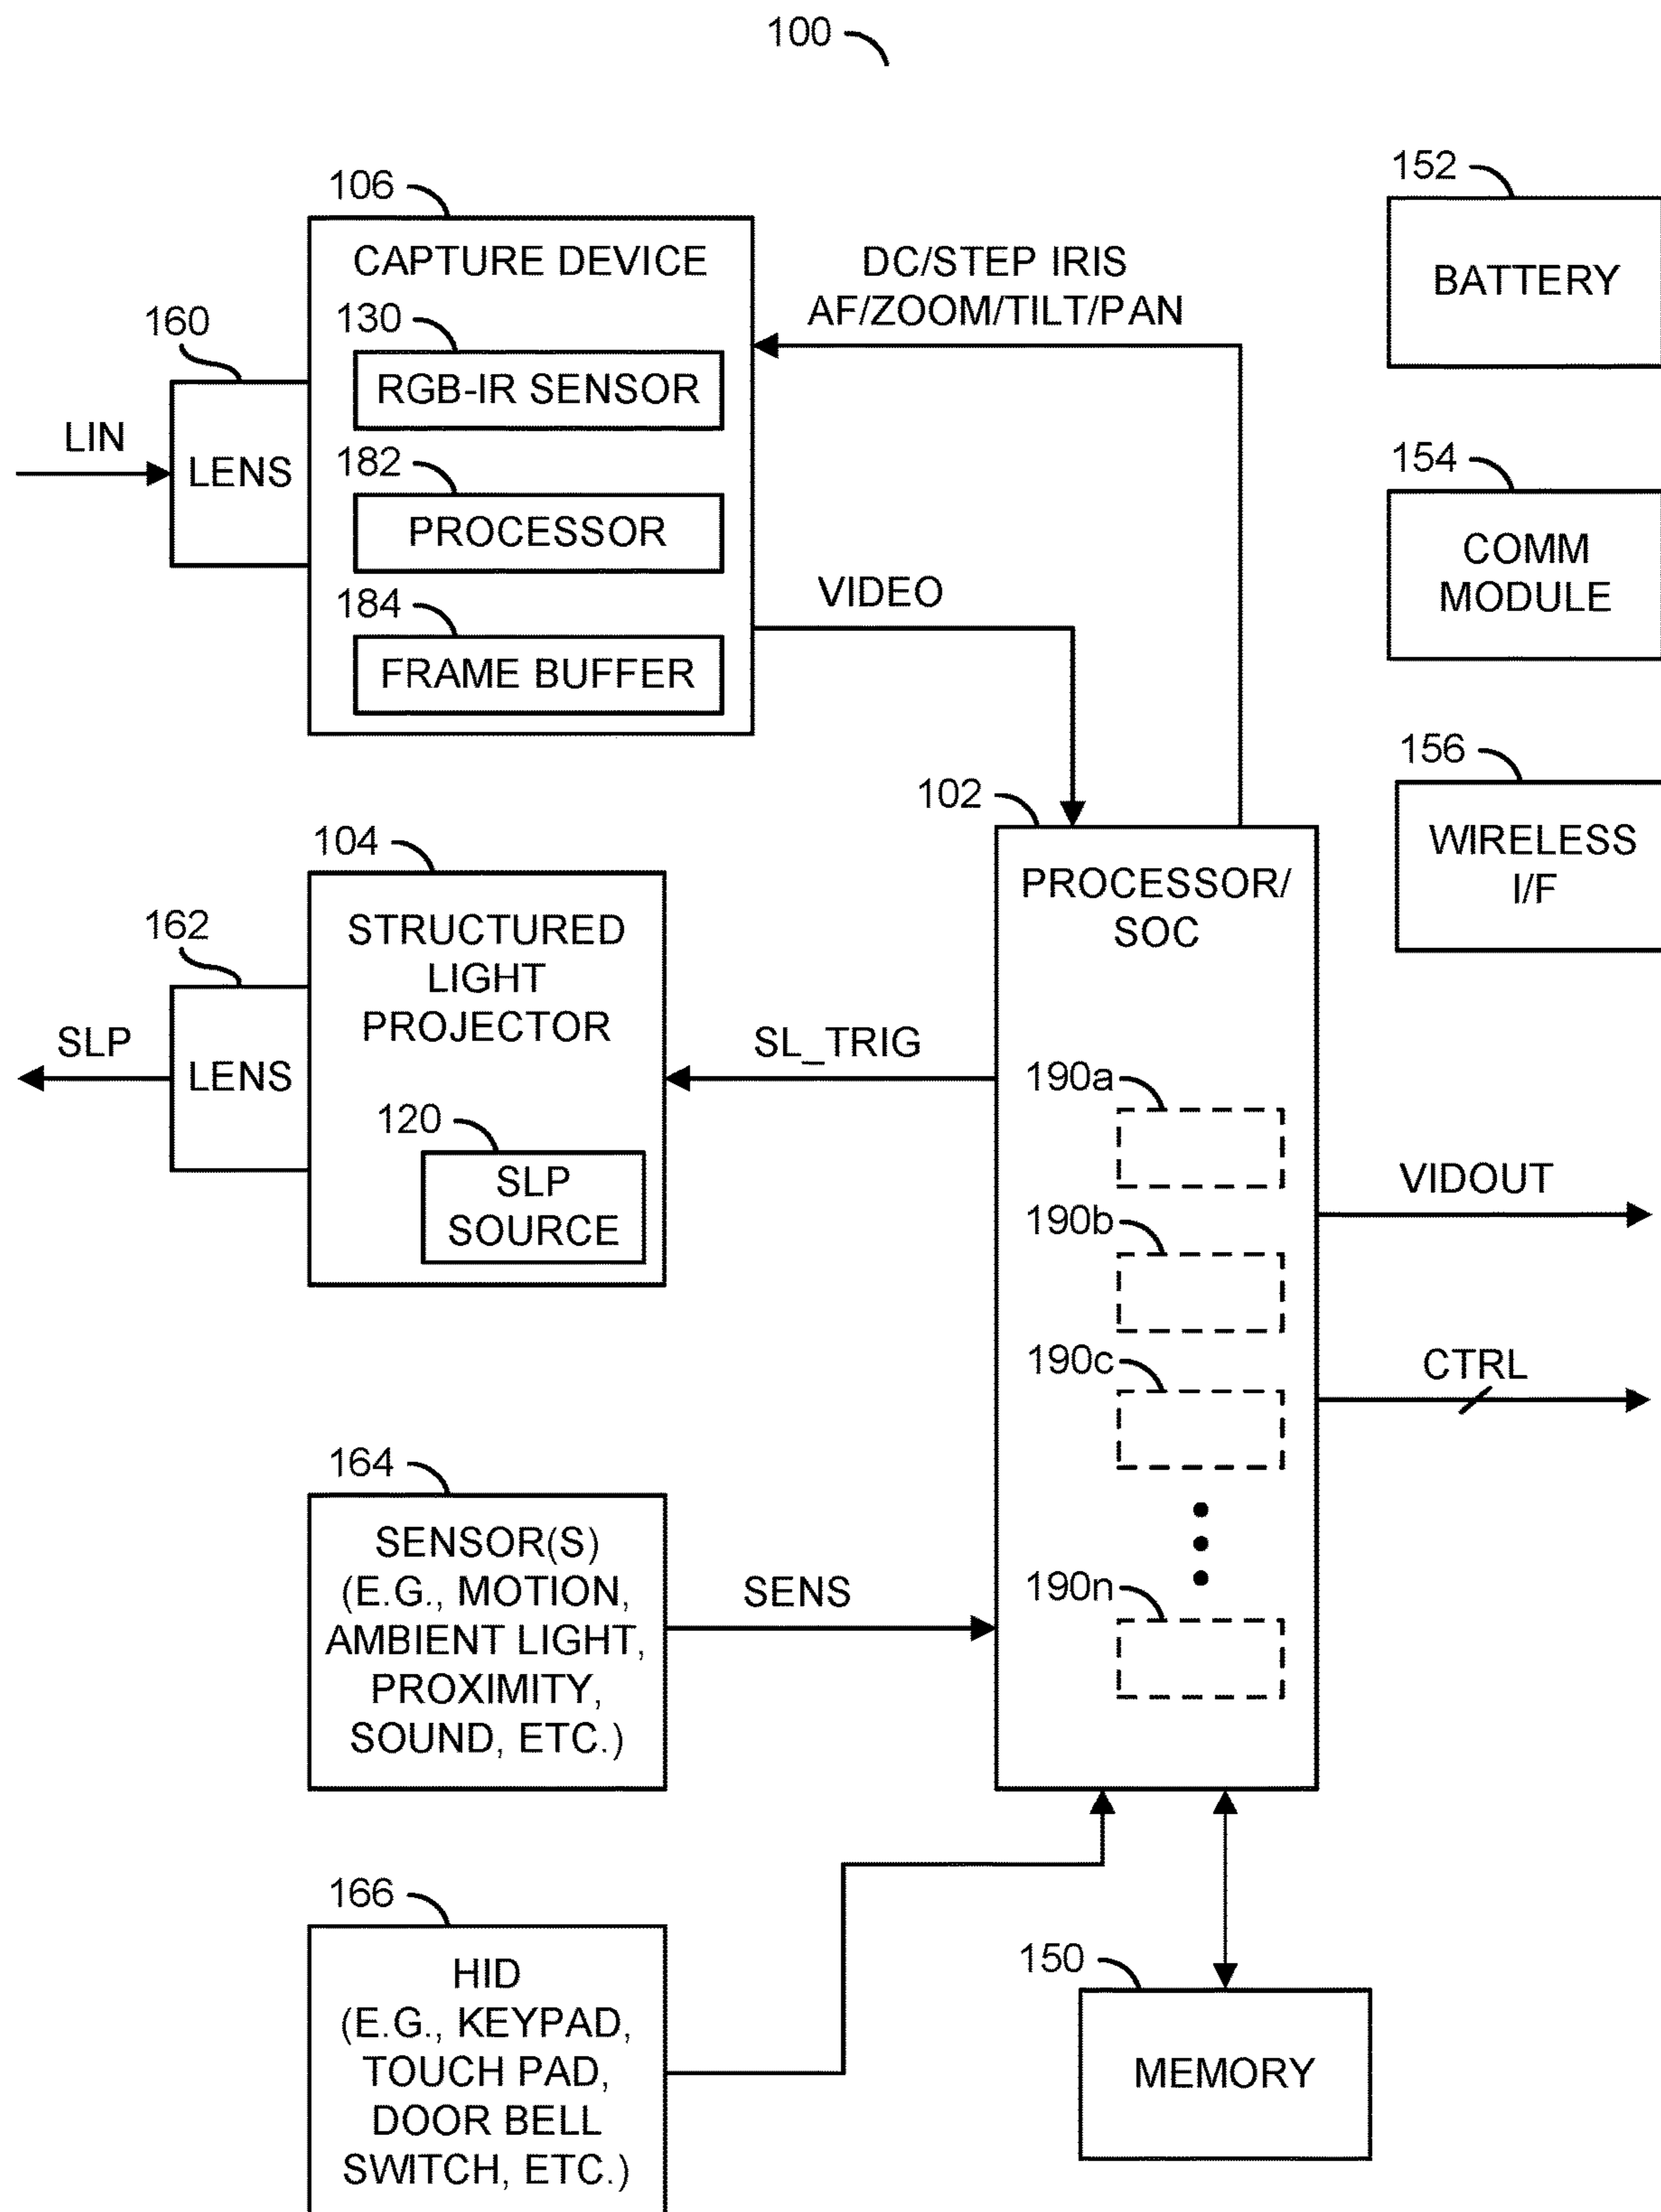 100
106
CAPTURE DEVICE
130
RGB-IR SENSOR
182
PROCESSOR
184
FRAME BUFFER
160
LENS
LIN
DC/STEP IRIS
AF/ZOOM/TILT/PAN
VIDEO
152
BATTERY
154
COMM
MODULE
156
WIRELESS
I/F
104
STRUCTURED
LIGHT
PROJECTOR
162
LENS
SLP
120
SLP
SOURCE
SL_TRIG
102
PROCESSOR/
SOC
190a
190b
190c
190n
VIDOUT
CTRL
164
SENSOR(S)
(E.G., MOTION,
AMBIENT LIGHT,
PROXIMITY,
SOUND, ETC.)
SENS
166
HID
(E.G., KEYPAD,
TOUCH PAD,
DOOR BELL
SWITCH, ETC.)
150
MEMORY